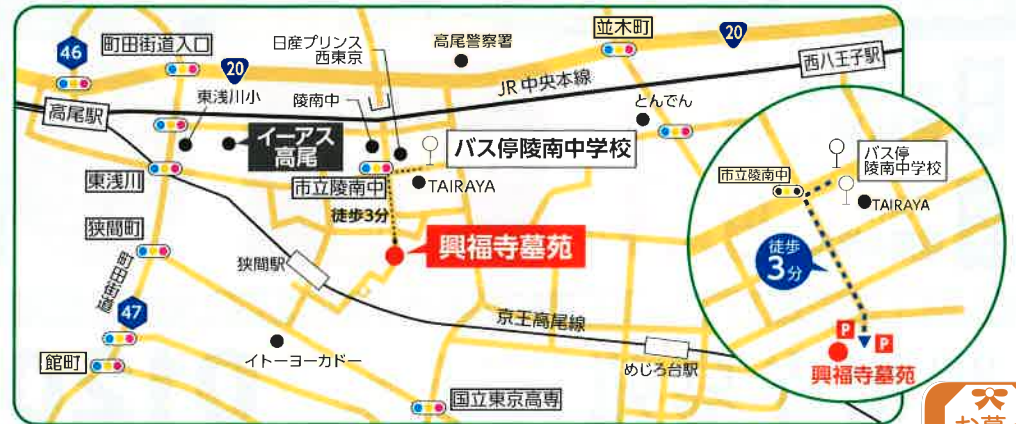 46
町田街道入口
20
日産プリンス
西東京
高尾警察署
並木町
20
西八王子駅
JR中央本線
高尾駅
東浅川小
陵南中
イーアス
高尾
とんでん
バス停陵南中学校
東浅川
市立陵南中
TAIRAYA
徒歩3分
狭間町
興福寺墓苑
狭間駅
町田街道
47
京王高尾線
館町
イトーヨーカドー
めじろ台駅
国立東京高専
バス停
陵南中学校
市立陵南中
TAIRAYA
徒歩
3分
P
P
興福寺墓苑